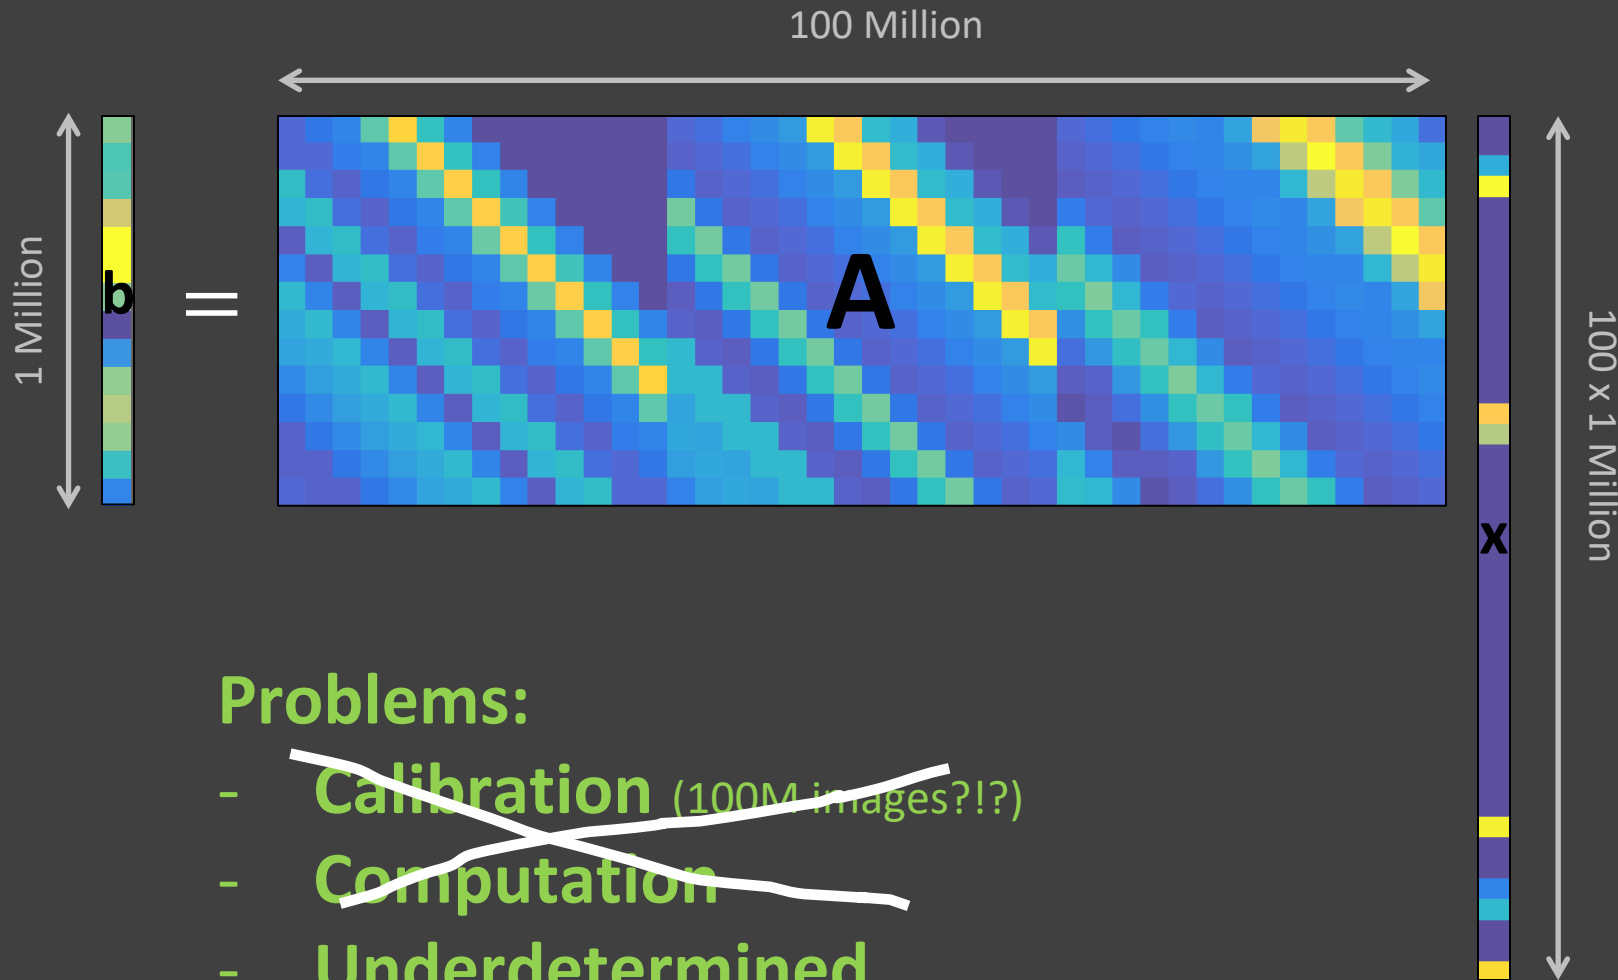 100 Million
1 Million
b
=
A
x
100 x 1 Million
Problems:
- Calibration (100M images?!?)
- Computation
- Underdetermined